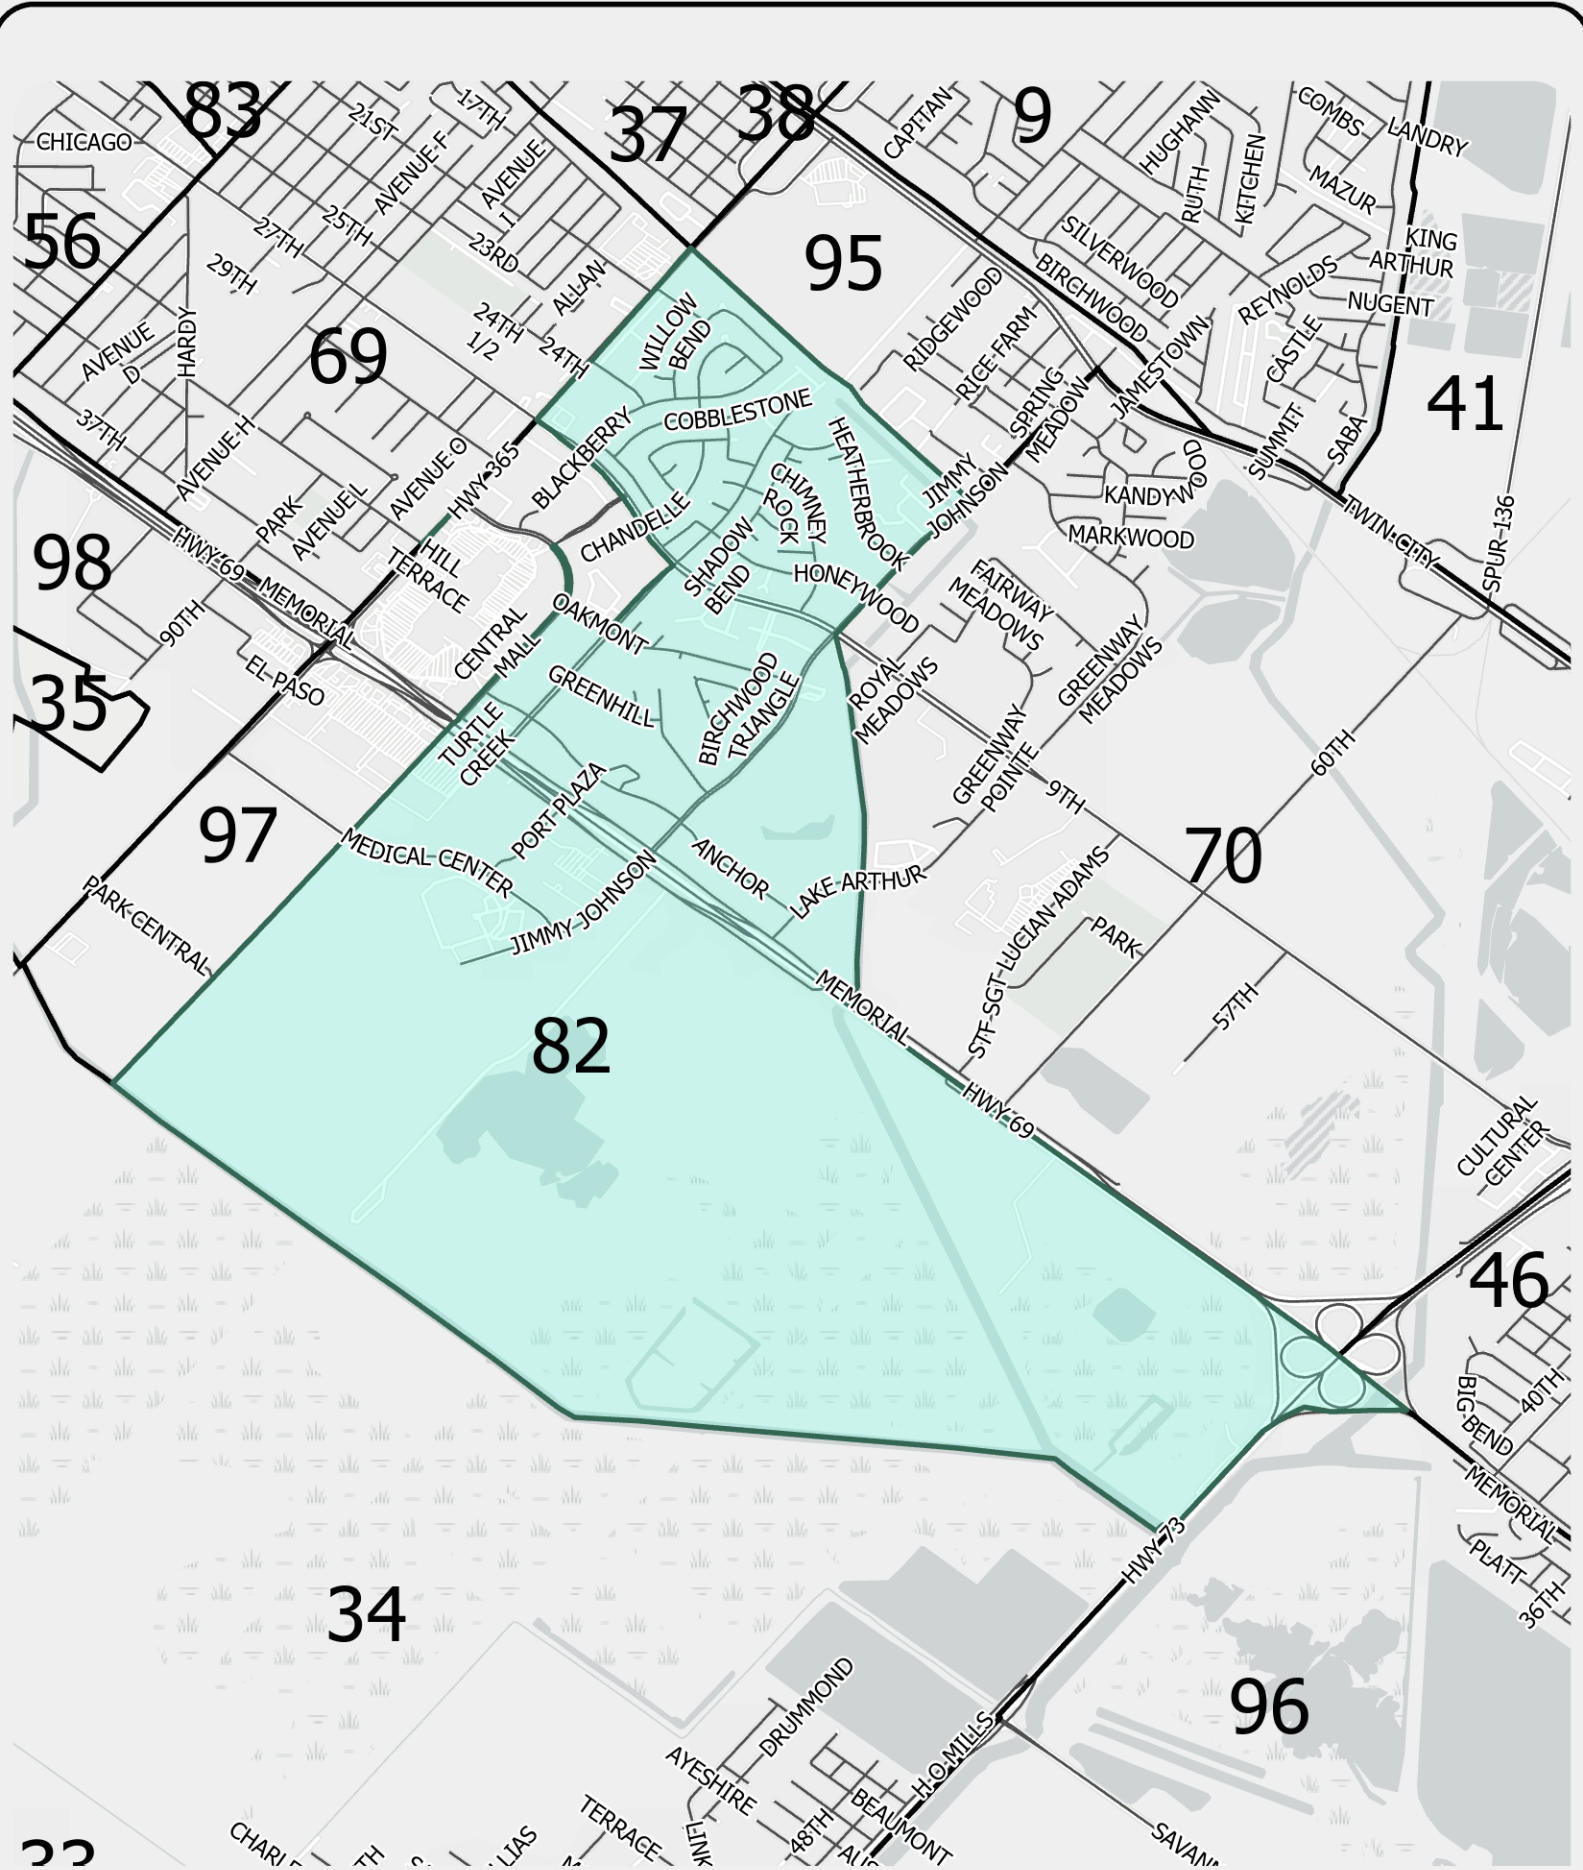 83
37
38
9
CHICAGO
21ST
17TH
AVENUE F
AVENUE
I
CAPITAN
HUGHANN
COMBS
LANDRY
RUTH
KITCHEN
MAZUR
56
27TH
25TH
23RD
29TH
ALLAN
95
SILVERWOOD
BIRCHWOOD
REYNOLDS
KING
ARTHUR
NUGENT
AVENUE
D
HARDY
69
24TH
1/2
24TH
WILLOW
BEND
RIDGEWOOD
RICE FARM
JAMESTOWN
CASTLE
41
37TH
AVENUE H
AVENUE O
HWY 365
BLACKBERRY
COBBLESTONE
HEATHERBROOK
SPRING
MEADOW
SUMMIT
SABA
98
PARK
AVENUE L
CHANDELLE
CHIMNEY
ROCK
JIMMY
JOHNSON
KANDYWOOD
MARKWOOD
TWIN CITY
SPUR 136
HWY 69
MEMORIAL
HILL
TERRACE
SHADOW
BEND
HONEYWOOD
FAIRWAY
MEADOWS
90TH
EL PASO
CENTRAL
MALL
OAKMONT
GREENWAY
MEADOWS
35
GREENHILL
BIRCHWOOD
TRIANGLE
ROYAL
MEADOWS
TURTLE
CREEK
PORT PLAZA
GREENWAY
POINTE
9TH
60TH
97
MEDICAL CENTER
ANCHOR
LAKE ARTHUR
70
PARK CENTRAL
JIMMY JOHNSON
STF SGT LUCIAN ADAMS
PARK
57TH
MEMORIAL
82
HWY 69
CULTURAL
CENTER
46
BIG
BEND
40TH
MEMORIAL
HWY 73
PLATT
36TH
34
96
DRUMMOND
AYESHIRE
H O MILLS
33
TERRACE
LINK
48TH
BEAUMONT